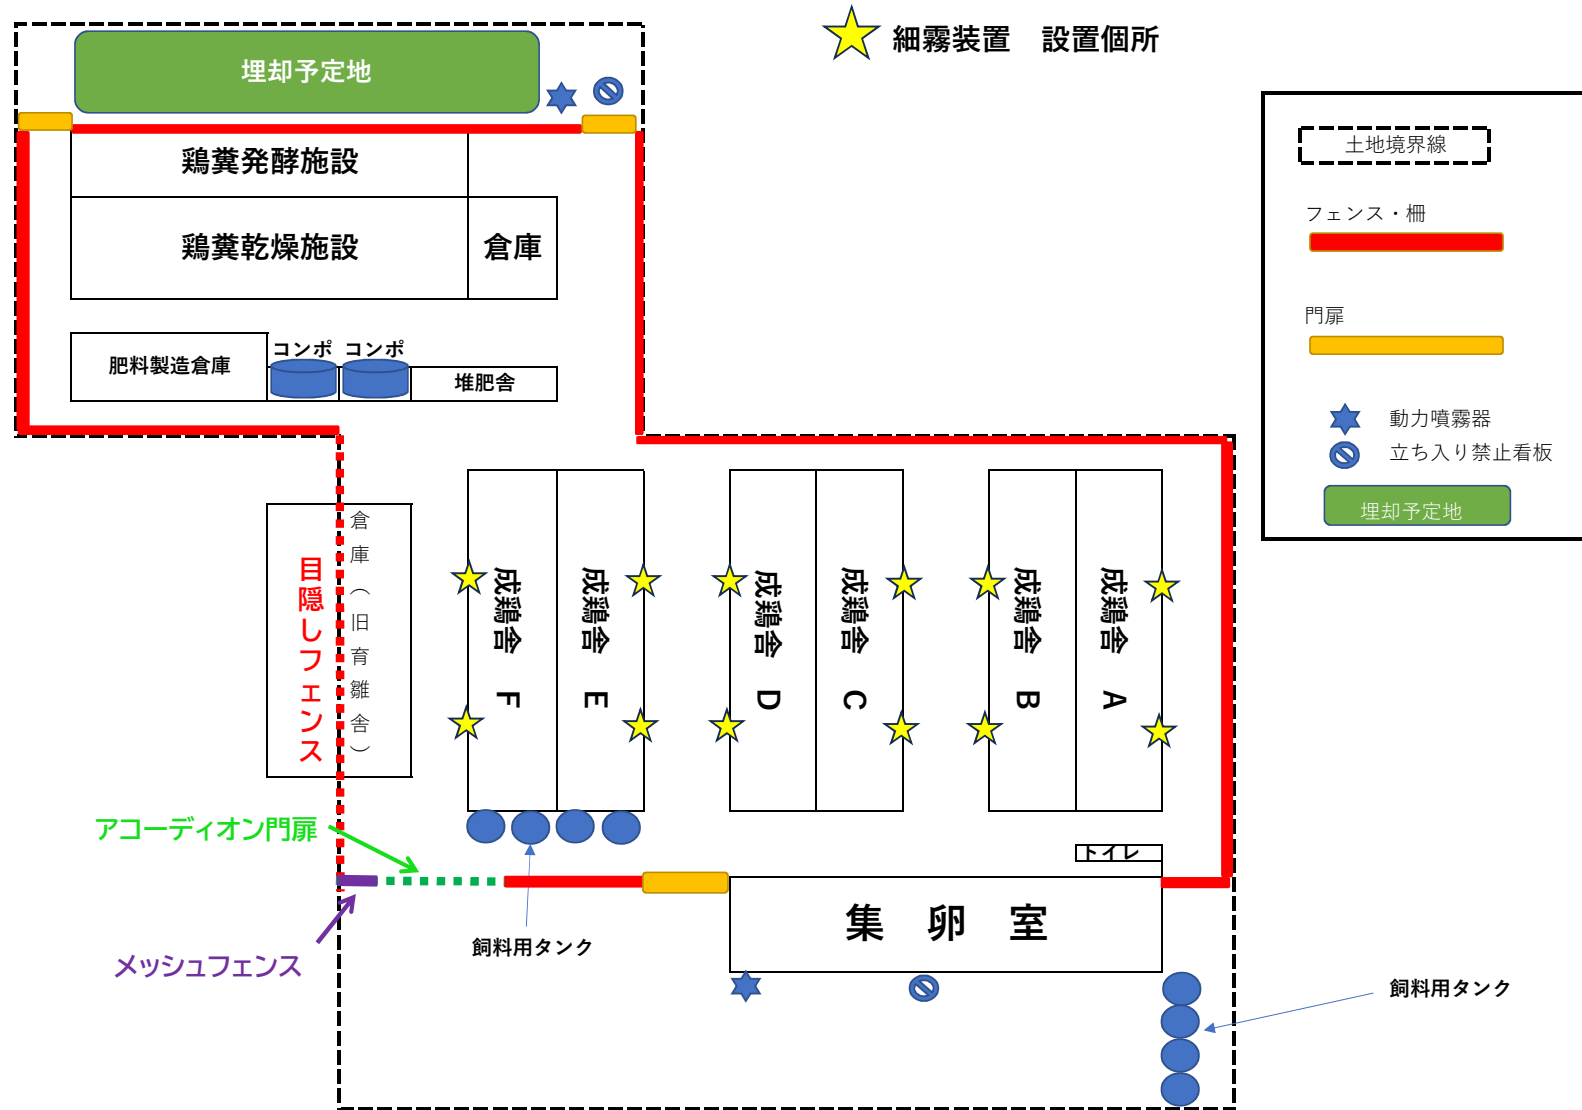 細霧装置　設置個所
埋却予定地
土地境界線
フェンス・柵
門扉
動力噴霧器
立ち入り禁止看板
埋却予定地
鶏糞発酵施設
鶏糞乾燥施設
倉庫
肥料製造倉庫
コンポ
コンポ
堆肥舎
目隠しフェンス
倉庫（旧育雛舎）
成鶏舎　F
成鶏舎　E
成鶏舎　D
成鶏舎　C
成鶏舎　B
成鶏舎　A
アコーディオン門扉
トイレ
集　卵　室
メッシュフェンス
飼料用タンク
飼料用タンク